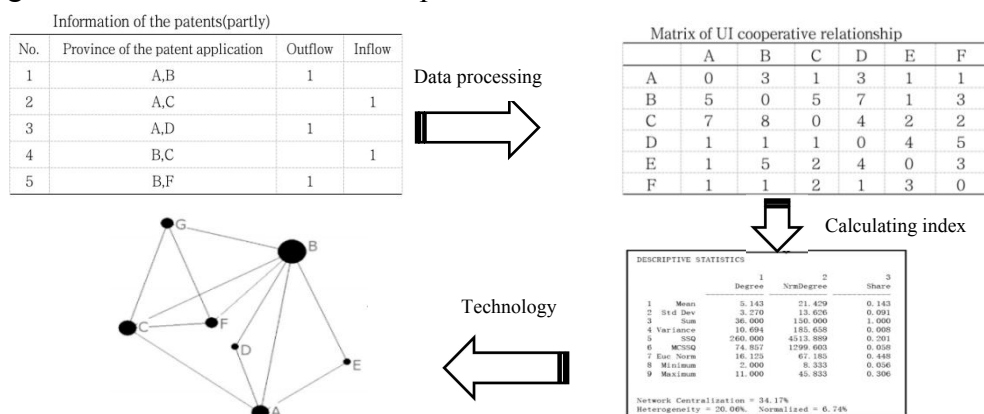 Information of the patents(partly)
No. Province of the patent application Outflow Inflow
1 A,B 1
2 A,C 1
3 A,D 1
4 B,C 1
5 B,F 1
Data processing
Matrix of UI cooperative relationship
A B C D E F
A 0 3 1 3 1 1
B 5 0 5 7 1 3
C 7 8 0 4 2 2
D 1 1 1 0 4 5
E 1 5 2 4 0 3
F 1 1 2 1 3 0
Calculating index
DESCRIPTIVE STATISTICS
1 2 3
Degree NrmDegree Share
1 Mean 5.143 21.429 0.143
2 Std Dev 3.270 13.626 0.091
3 Sum 36.000 150.000 1.000
4 Variance 10.694 185.658 0.008
5 SSQ 260.000 4513.889 0.201
6 MCSSQ 74.857 1299.603 0.058
7 Euc Norm 16.125 67.185 0.448
8 Minimum 2.000 8.333 0.056
9 Maximum 11.000 45.833 0.306
Network Centralization = 34.17%
Heterogeneity = 20.06%. Normalized = 6.74%
Technology
G
B
C
F
D
E
A